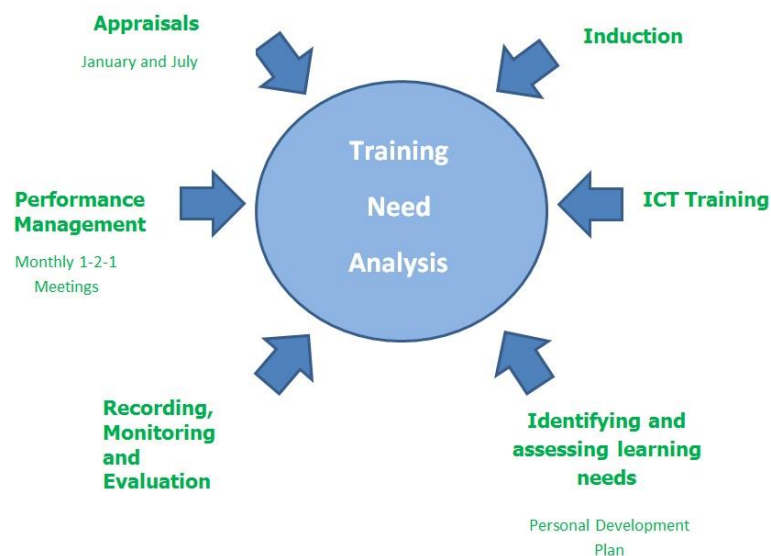 Appraisals
January and July
Induction
Training
Need
Analysis
Performance
Management
Monthly 1-2-1
Meetings
ICT Training
Recording,
Monitoring
and
Evaluation
Identifying and
assessing learning
needs
Personal Development
Plan